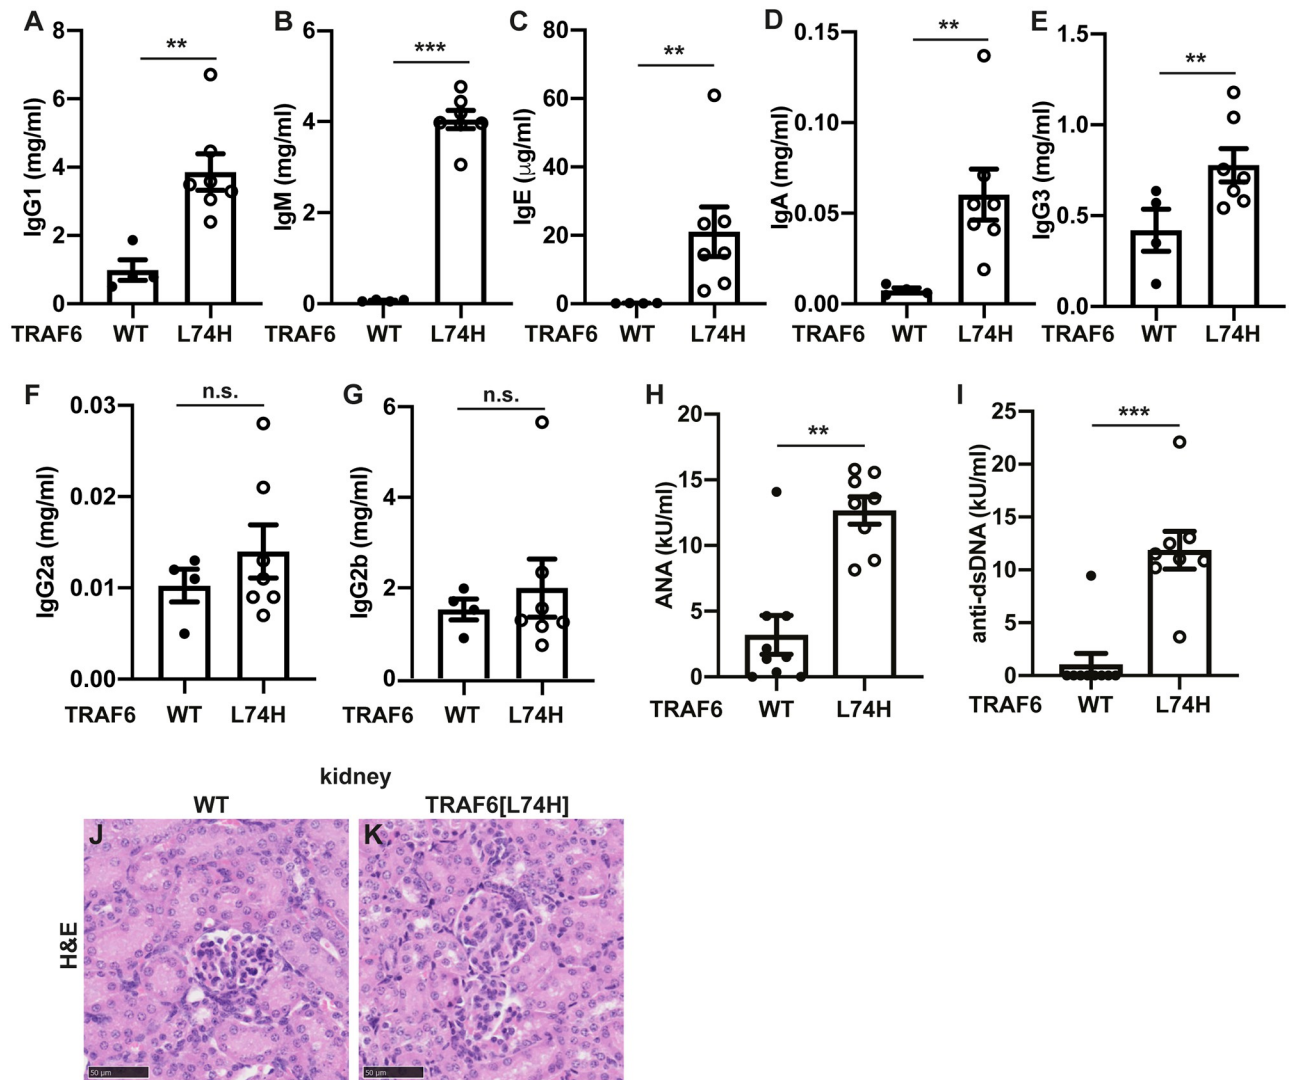 A
**
IgG1 (mg/ml)
8
6
4
2
0
TRAF6 WT L74H
B
***
IgM (mg/ml)
6
4
2
0
TRAF6 WT L74H
C
**
IgE (µg/ml)
80
60
40
20
0
TRAF6 WT L74H
D
**
IgA (mg/ml)
0.15
0.10
0.05
0.00
TRAF6 WT L74H
E
**
IgG3 (mg/ml)
1.5
1.0
0.5
0.0
TRAF6 WT L74H
F
n.s.
IgG2a (mg/ml)
0.03
0.02
0.01
0.00
TRAF6 WT L74H
G
n.s.
IgG2b (mg/ml)
6
4
2
0
TRAF6 WT L74H
H
**
ANA (kU/ml)
20
15
10
5
0
TRAF6 WT L74H
I
***
anti-dsDNA (kU/ml)
25
20
15
10
5
0
TRAF6 WT L74H
kidney
WT TRAF6[L74H]
H&E
J
50 µm
K
50 µm